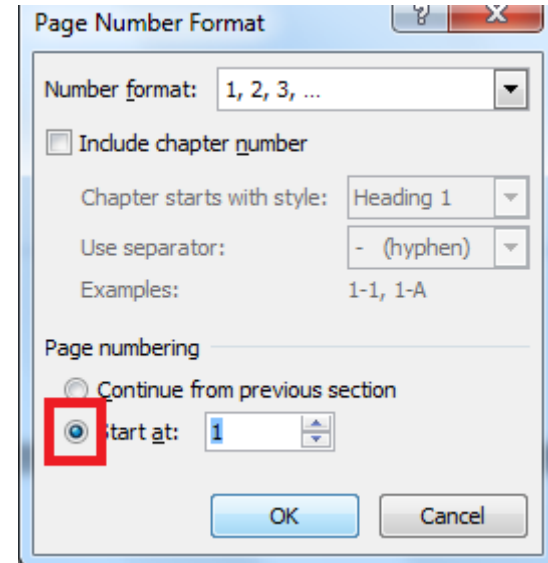 Page Number Format
Number format: 1, 2, 3, ...
Include chapter number
Chapter starts with style: Heading 1
Use separator: - (hyphen)
Examples: 1-1, 1-A
Page numbering
Continue from previous section
Start at: 1
OK Cancel